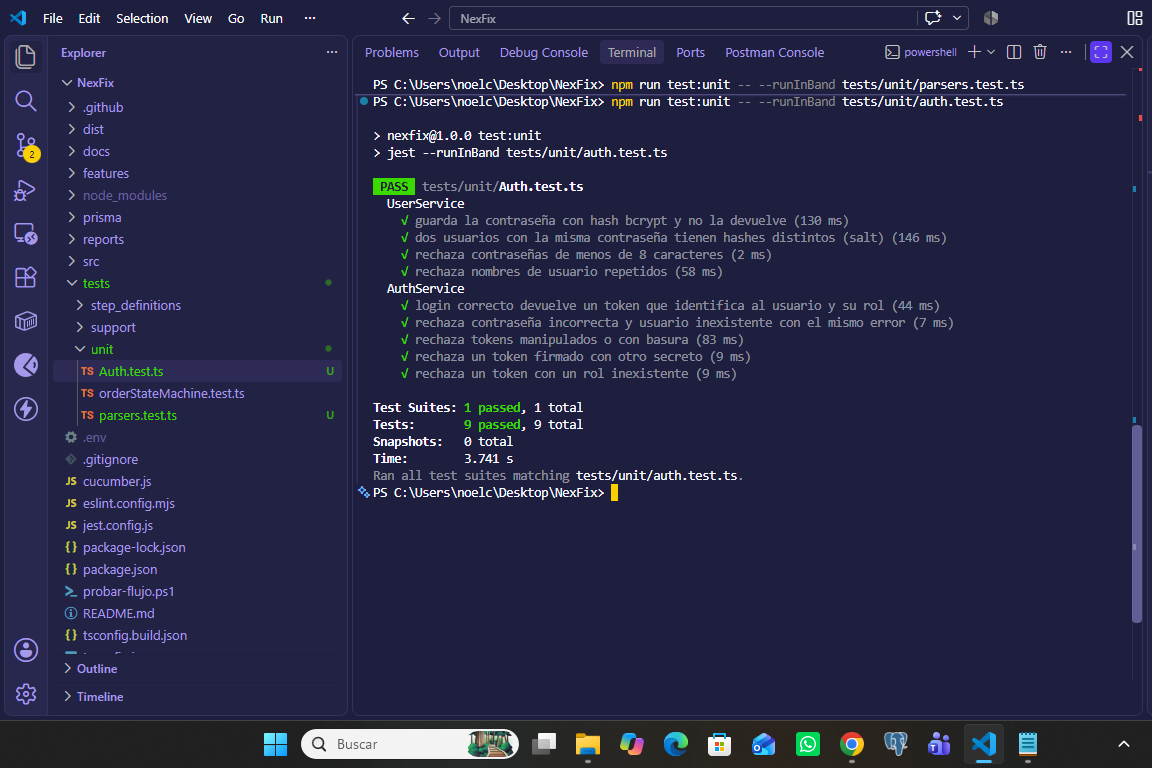 File Edit Selection View Go Run ···
NexFix
Explorer ···
NexFix
.github
dist
docs
features
node_modules
prisma
reports
src
tests
step_definitions
support
unit
TS Auth.test.ts U
TS orderStateMachine.test.ts
TS parsers.test.ts U
.env
.gitignore
JS cucumber.js
JS eslint.config.mjs
JS jest.config.js
{} package-lock.json
{} package.json
probar-flujo.ps1
README.md
{} tsconfig.build.json
Outline
Timeline
2
Problems Output Debug Console Terminal Ports Postman Console powershell ···
PS C:\Users\noelc\Desktop\NexFix> npm run test:unit -- --runInBand tests/unit/parsers.test.ts
PS C:\Users\noelc\Desktop\NexFix> npm run test:unit -- --runInBand tests/unit/auth.test.ts
> nexfix@1.0.0 test:unit
> jest --runInBand tests/unit/auth.test.ts
PASS tests/unit/Auth.test.ts
UserService
√ guarda la contraseña con hash bcrypt y no la devuelve (130 ms)
√ dos usuarios con la misma contraseña tienen hashes distintos (salt) (146 ms)
√ rechaza contraseñas de menos de 8 caracteres (2 ms)
√ rechaza nombres de usuario repetidos (58 ms)
AuthService
√ login correcto devuelve un token que identifica al usuario y su rol (44 ms)
√ rechaza contraseña incorrecta y usuario inexistente con el mismo error (7 ms)
√ rechaza tokens manipulados o con basura (83 ms)
√ rechaza un token firmado con otro secreto (9 ms)
√ rechaza un token con un rol inexistente (9 ms)
Test Suites: 1 passed, 1 total
Tests: 9 passed, 9 total
Snapshots: 0 total
Time: 3.741 s
Ran all test suites matching tests/unit/auth.test.ts.
PS C:\Users\noelc\Desktop\NexFix>
Buscar